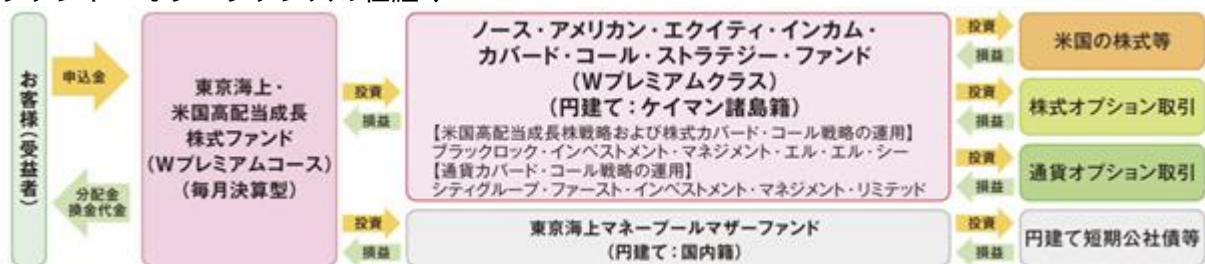 お客様(受益者)
申込金
分配金
換金代金
東京海上・
米国高配当成長
株式ファンド
(Wプレミアムコース)
(毎月決算型)
投資
損益
ノース・アメリカン・エクイティ・インカム・
カバード・コール・ストラテジー・ファンド
(Wプレミアムクラス)
(円建て:ケイマン諸島籍)
【米国高配当成長株戦略および株式カバード・コール戦略の運用】
ブラックロック・インベストメント・マネジメント・エル・エル・シー
【通貨カバード・コール戦略の運用】
シティグループ・ファースト・インベストメント・マネジメント・リミテッド
投資
損益
米国の株式等
投資
損益
株式オプション取引
投資
損益
通貨オプション取引
投資
損益
東京海上マネープールマザーファンド
(円建て:国内籍)
投資
損益
円建て短期公社債等